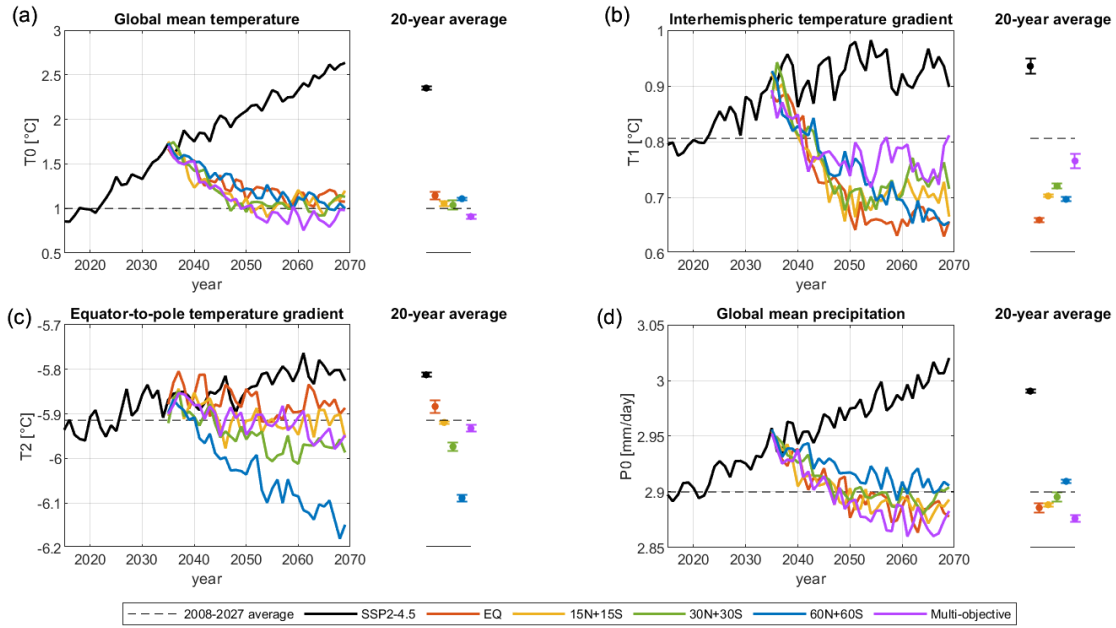 (a)
Global mean temperature
20-year average
3
2.5
2
1.5
1
0.5
T0 [°C]
2020 2030 2040 2050 2060 2070
year
(b)
Interhemispheric temperature gradient
20-year average
1
0.9
0.8
0.7
0.6
T1 [°C]
2020 2030 2040 2050 2060 2070
year
(c)
Equator-to-pole temperature gradient
20-year average
-5.7
-5.8
-5.9
-6
-6.1
-6.2
T2 [°C]
2020 2030 2040 2050 2060 2070
year
(d)
Global mean precipitation
20-year average
3.05
3
2.95
2.9
2.85
P0 [mm/day]
2020 2030 2040 2050 2060 2070
year
2008-2027 average SSP2-4.5 EQ 15N+15S 30N+30S 60N+60S Multi-objective